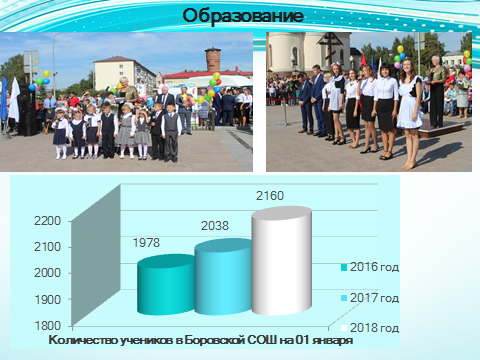 Образование
2160
2038
1978
2200
2100
2000
1900
1800
2016 год
2017 год
2018 год
Количество учеников в Боровской СОШ на 01 января